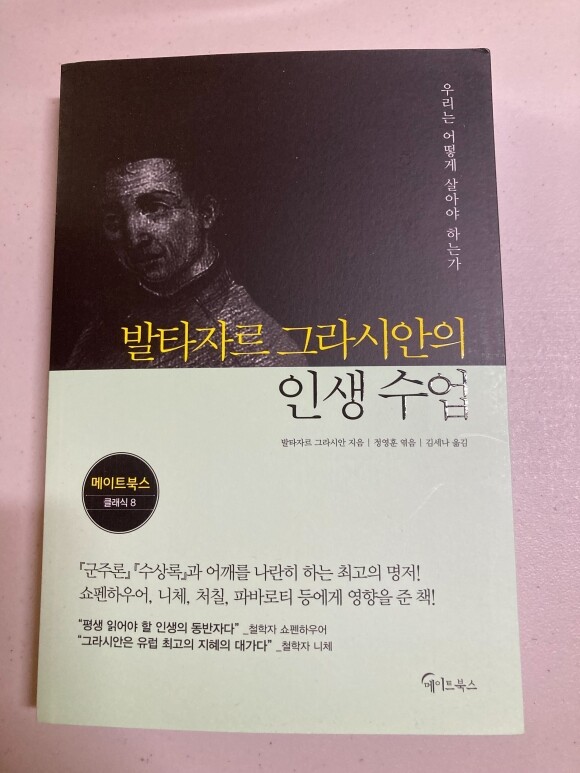 우리는 어떻게 살아야 하는가
발타자르 그라시안의
인생 수업
발타자르 그라시안 지음 | 정영훈 엮음 | 김세나 옮김
메이트북스
클래식 8
『군주론』『수상록』과 어깨를 나란히 하는 최고의 명저!
쇼펜하우어, 니체, 처칠, 파바로티 등에게 영향을 준 책!
"평생 읽어야 할 인생의 동반자다" _철학자 쇼펜하우어
"그라시안은 유럽 최고의 지혜의 대가다" _철학자 니체
메이트북스